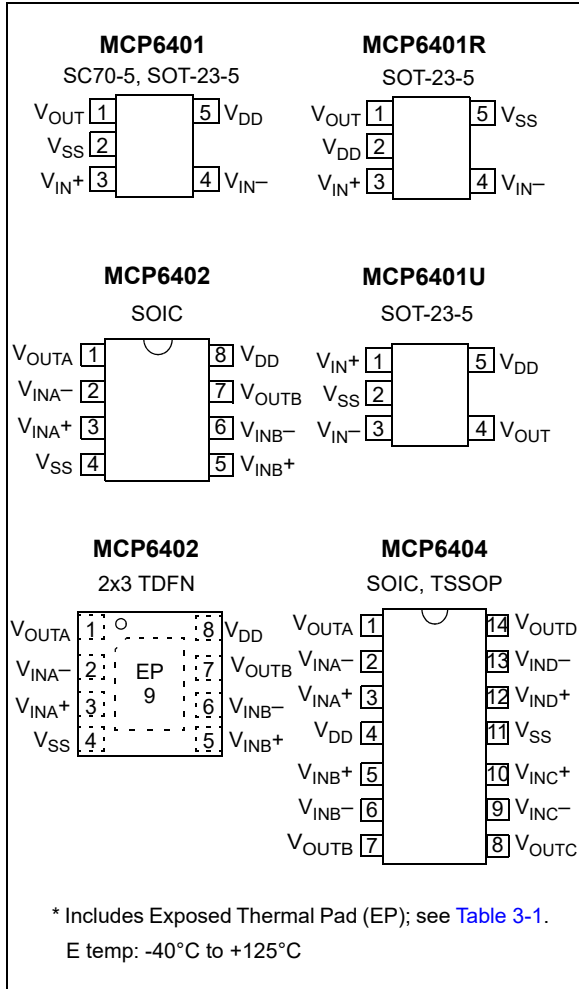 MCP6401
SC70-5, SOT-23-5
VOUT 1 5 VDD
VSS 2
VIN+ 3 4 VIN–
MCP6401R
SOT-23-5
VOUT 1 5 VSS
VDD 2
VIN+ 3 4 VIN–
MCP6402
SOIC
VOUTA 1 8 VDD
VINA– 2 7 VOUTB
VINA+ 3 6 VINB–
VSS 4 5 VINB+
MCP6401U
SOT-23-5
VIN+ 1 5 VDD
VSS 2
VIN– 3 4 VOUT
MCP6402
2x3 TDFN
VOUTA 1 8 VDD
VINA– 2 EP 7 VOUTB
VINA+ 3 9 6 VINB–
VSS 4 5 VINB+
MCP6404
SOIC, TSSOP
VOUTA 1 14 VOUTD
VINA– 2 13 VIND–
VINA+ 3 12 VIND+
VDD 4 11 VSS
VINB+ 5 10 VINC+
VINB– 6 9 VINC–
VOUTB 7 8 VOUTC
* Includes Exposed Thermal Pad (EP); see Table 3-1.
E temp: -40°C to +125°C